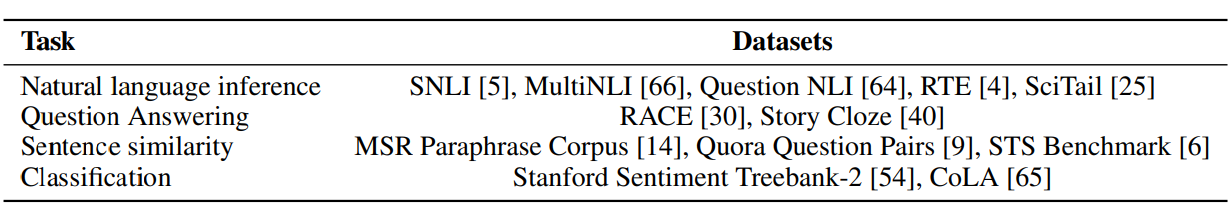 Task Datasets
Natural language inference SNLI [5], MultiNLI [66], Question NLI [64], RTE [4], SciTail [25]
Question Answering RACE [30], Story Cloze [40]
Sentence similarity MSR Paraphrase Corpus [14], Quora Question Pairs [9], STS Benchmark [6]
Classification Stanford Sentiment Treebank-2 [54], CoLA [65]